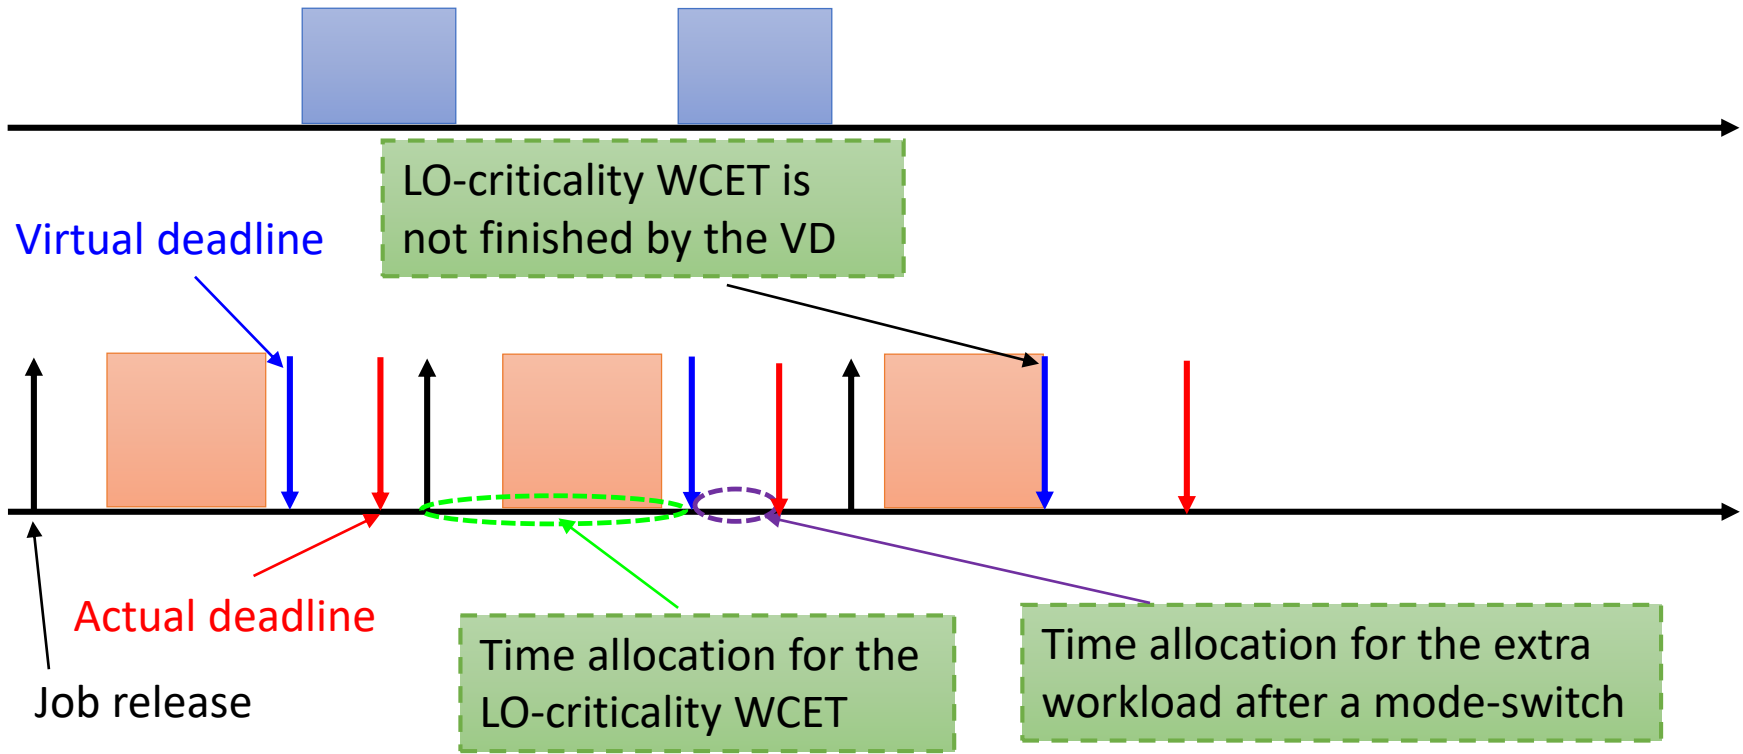 LO-criticality WCET is
not finished by the VD
Virtual deadline
Actual deadline
Job release
Time allocation for the
LO-criticality WCET
Time allocation for the extra
workload after a mode-switch